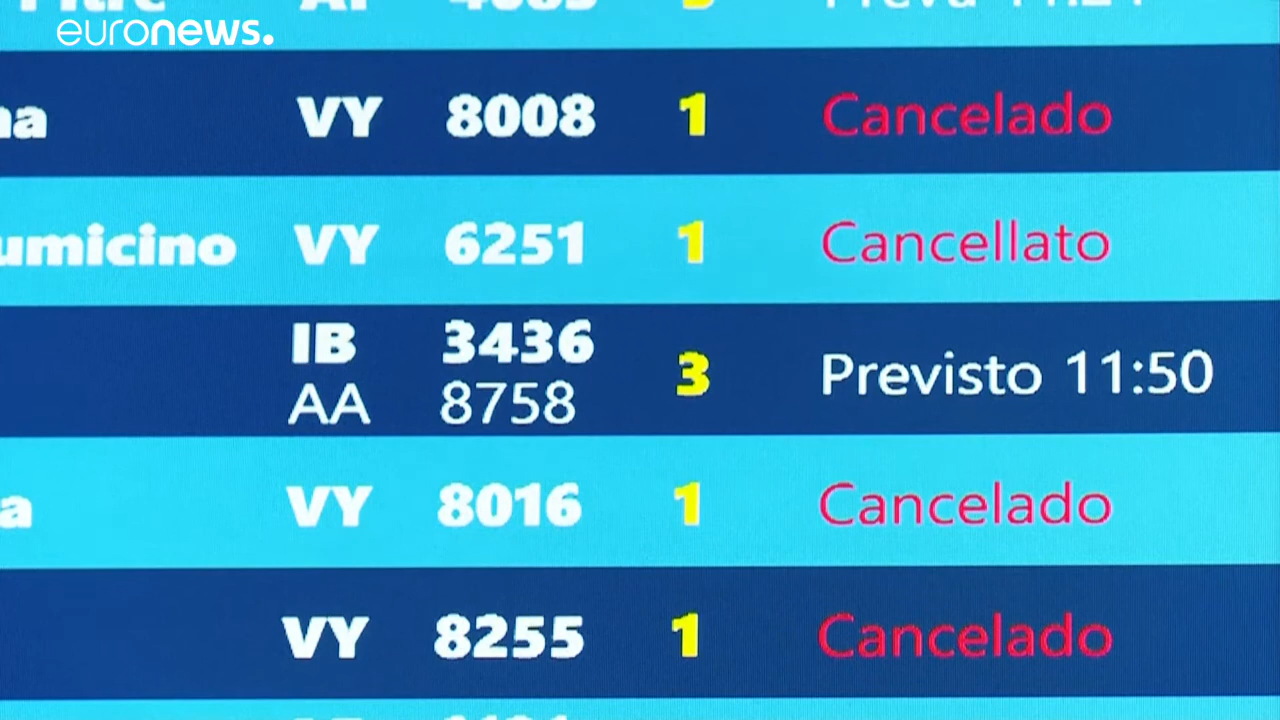 euronews.
VY 8008 1 Cancelado
umicino VY 6251 1 Cancellato
IB 3436 3 Previsto 11:50
AA 8758
VY 8016 1 Cancelado
VY 8255 1 Cancelado